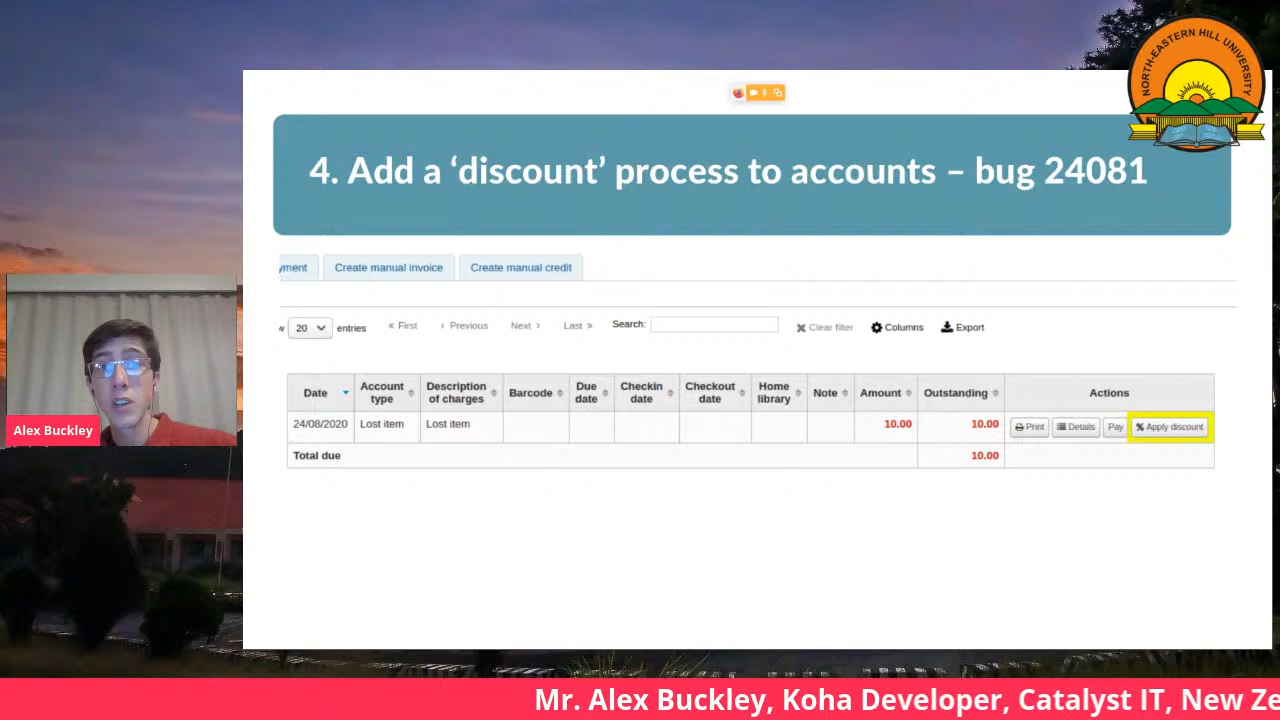 NORTH-EASTERN HILL UNIVERSITY
4. Add a ‘discount’ process to accounts – bug 24081
yment Create manual invoice Create manual credit
w 20 entries « First ‹ Previous Next › Last » Search: Clear filter Columns Export
Date Account type Description of charges Barcode Due date Checkin date Checkout date Home library Note Amount Outstanding Actions
24/08/2020 Lost item Lost item 10.00 10.00 Print Details Pay % Apply discount
Total due 10.00
Alex Buckley
Mr. Alex Buckley, Koha Developer, Catalyst IT, New Ze